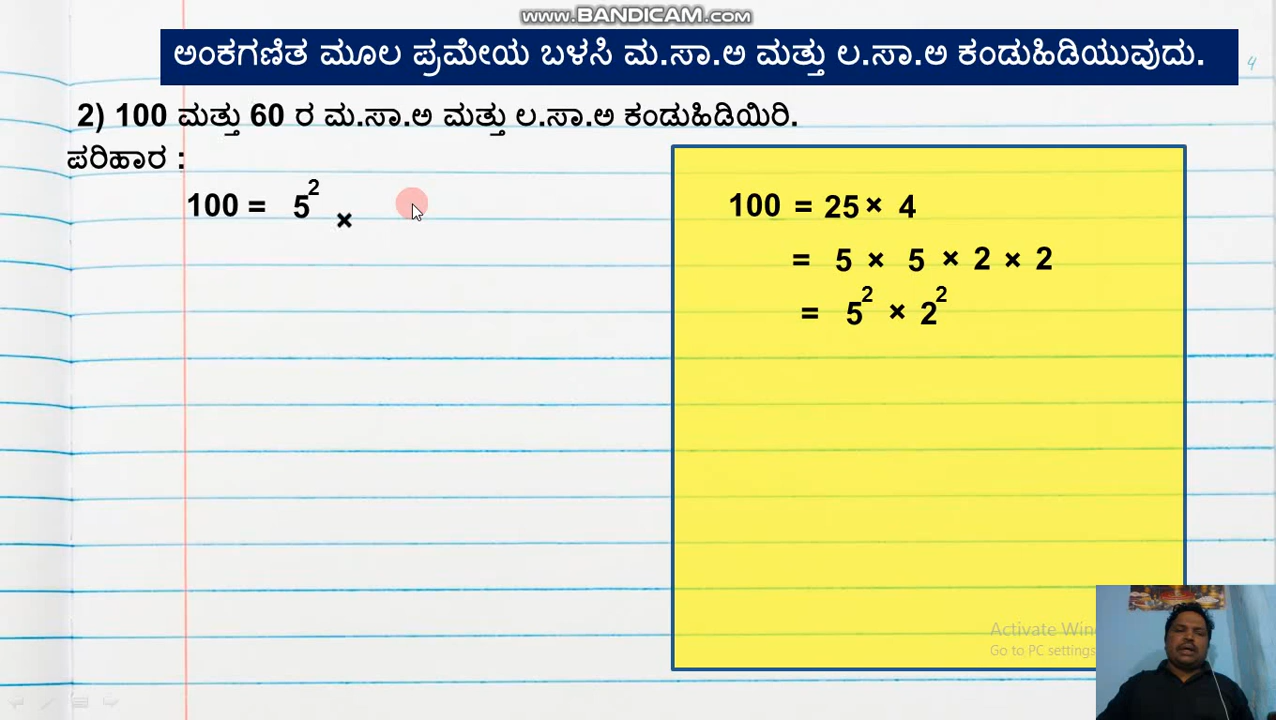 www.BANDICAM.com
ಅಂಕಗಣಿತ ಮೂಲ ಪ್ರಮೇಯ ಬಳಸಿ ಮ.ಸಾ.ಅ ಮತ್ತು ಲ.ಸಾ.ಅ ಕಂಡುಹಿಡಿಯುವುದು.
4
2) 100 ಮತ್ತು 60 ರ ಮ.ಸಾ.ಅ ಮತ್ತು ಲ.ಸಾ.ಅ ಕಂಡುಹಿಡಿಯಿರಿ.
ಪರಿಹಾರ :
100 = 5² ×
100 = 25 × 4
= 5 × 5 × 2 × 2
= 5² × 2²
Activate Win
Go to PC settings